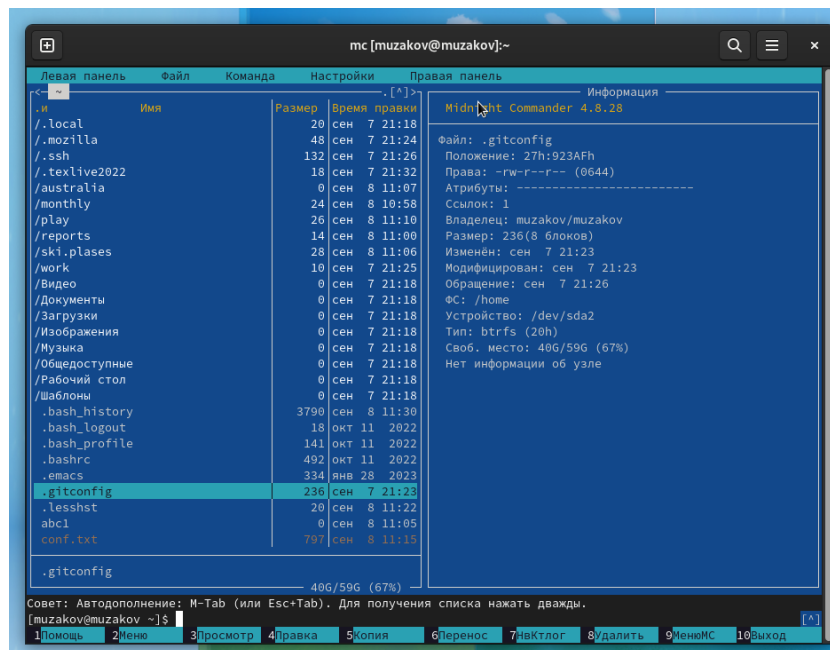 mc [muzakov@muzakov]:~
Левая панель Файл Команда Настройки Правая панель
<— ~ .[^]>
.и Имя Размер Время правки
/.local 20 сен 7 21:18
/.mozilla 48 сен 7 21:24
/.ssh 132 сен 7 21:26
/.texlive2022 18 сен 7 21:32
/australia 0 сен 8 11:07
/monthly 24 сен 8 10:58
/play 26 сен 8 11:10
/reports 14 сен 8 11:00
/ski.plases 28 сен 8 11:06
/work 10 сен 7 21:25
/Видео 0 сен 7 21:18
/Документы 0 сен 7 21:18
/Загрузки 0 сен 7 21:18
/Изображения 0 сен 7 21:18
/Музыка 0 сен 7 21:18
/Общедоступные 0 сен 7 21:18
/Рабочий стол 0 сен 7 21:18
/Шаблоны 0 сен 7 21:18
.bash_history 3790 сен 8 11:30
.bash_logout 18 окт 11 2022
.bash_profile 141 окт 11 2022
.bashrc 492 окт 11 2022
.emacs 334 янв 28 2023
.gitconfig 236 сен 7 21:23
.lesshst 20 сен 8 11:22
abc1 0 сен 8 11:05
conf.txt 797 сен 8 11:15
.gitconfig
40G/59G (67%)
Информация
Midnight Commander 4.8.28
Файл: .gitconfig
Положение: 27h:923AFh
Права: -rw-r--r-- (0644)
Атрибуты: --------------------------
Ссылок: 1
Владелец: muzakov/muzakov
Размер: 236(8 блоков)
Изменён: сен 7 21:23
Модифицирован: сен 7 21:23
Обращение: сен 7 21:26
ФС: /home
Устройство: /dev/sda2
Тип: btrfs (20h)
Своб. место: 40G/59G (67%)
Нет информации об узле
Совет: Автодополнение: M-Tab (или Esc+Tab). Для получения списка нажать дважды.
[muzakov@muzakov ~]$ [^]
1Помощь 2Меню 3Просмотр 4Правка 5Копия 6Перенос 7НвКтлог 8Удалить 9МенюМС 10Выход